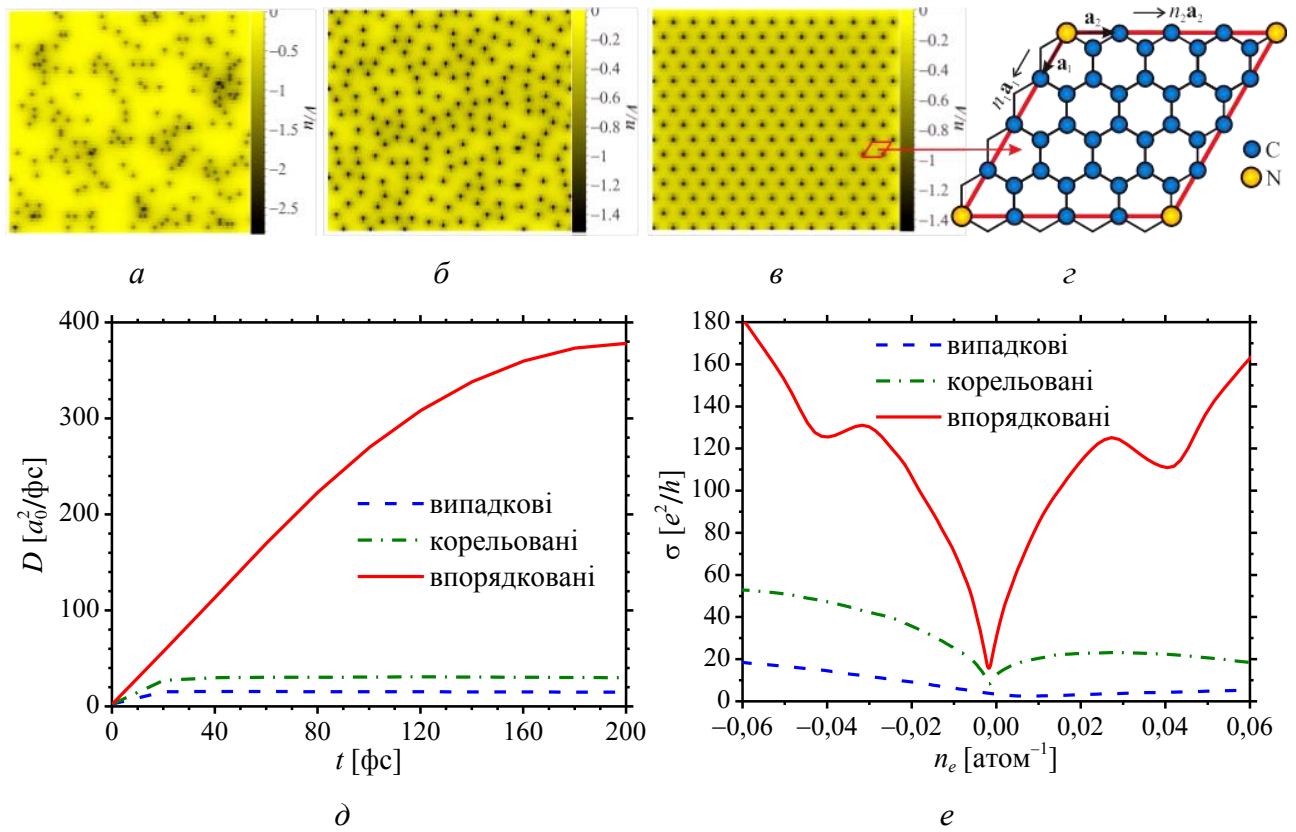 0
−0.5
−1
−1.5
−2
−2.5
V/u
0
−0.2
−0.4
−0.6
−0.8
−1
−1.2
−1.4
V/u
0
−0.2
−0.4
−0.6
−0.8
−1
−1.2
−1.4
V/u
a₂ → n₂a₂
a₁
n₁a₁
C
N
а б в г
400
300
200
100
0
D [a₀²/фс]
випадкові
корельовані
впорядковані
0 40 80 120 160 200
t [фс]
180
160
140
120
100
80
60
40
20
0
σ [e²/h]
випадкові
корельовані
впорядковані
−0,06 −0,04 −0,02 0,00 0,02 0,04 0,06
nₑ [атом⁻¹]
д е